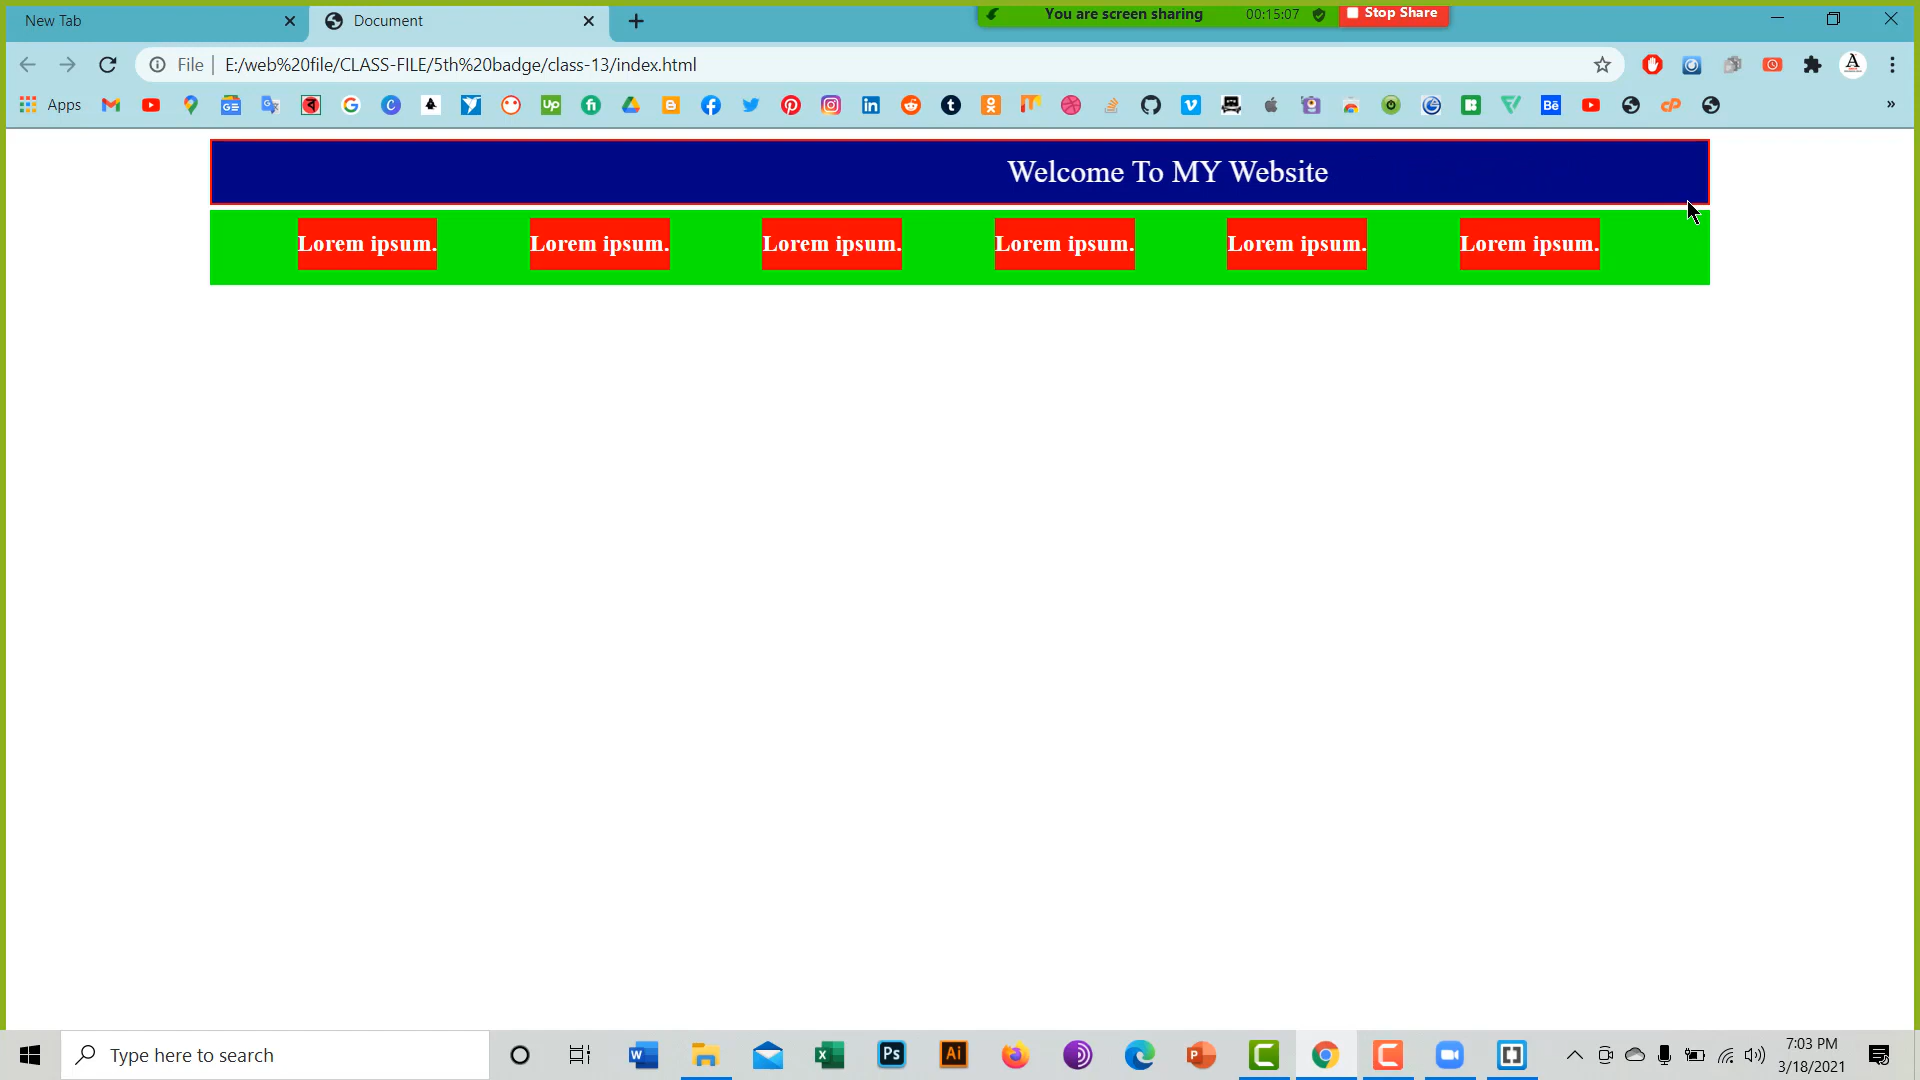 New Tab
Document
You are screen sharing 00:15:07 Stop Share
File E:/web%20file/CLASS-FILE/5th%20badge/class-13/index.html
Apps
Welcome To MY Website
Lorem ipsum. Lorem ipsum. Lorem ipsum. Lorem ipsum. Lorem ipsum. Lorem ipsum.
Type here to search
7:03 PM
3/18/2021